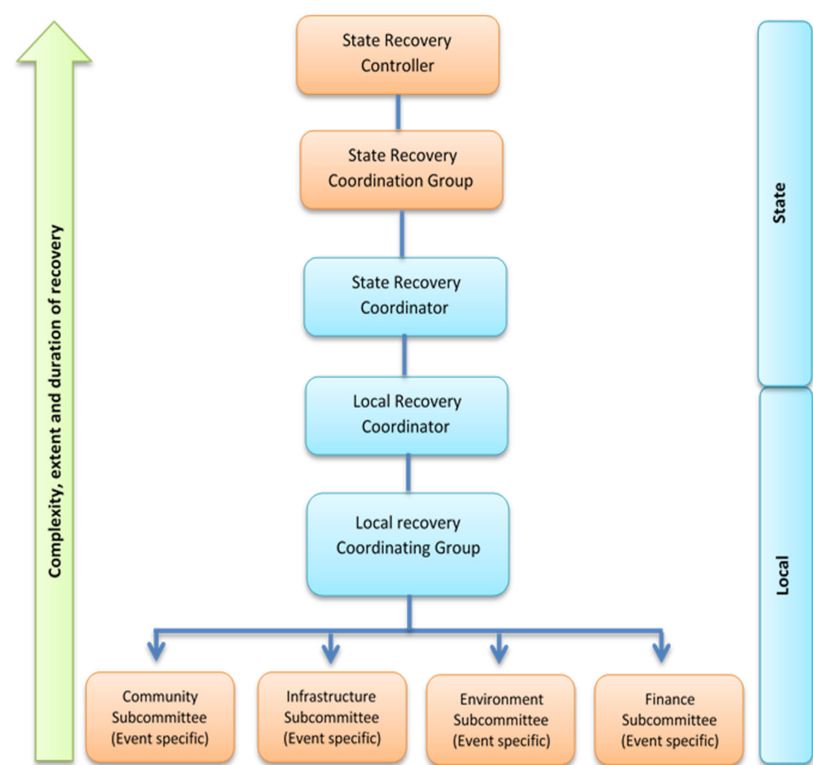 State Recovery
Controller
State Recovery
Coordination Group
State Recovery
Coordinator
Local Recovery
Coordinator
Local recovery
Coordinating Group
Community
Subcommittee
(Event specific)
Infrastructure
Subcommittee
(Event specific)
Environment
Subcommittee
(Event specific)
Finance
Subcommittee
(Event specific)
Complexity, extent and duration of recovery
State
Local